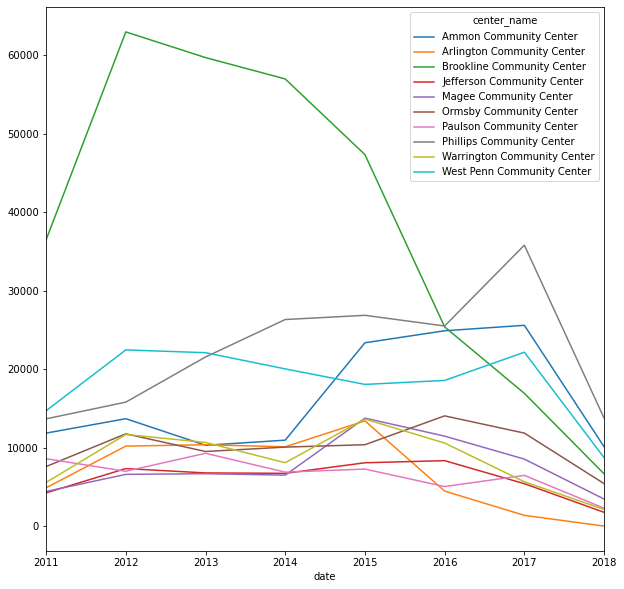 center_name
Ammon Community Center
Arlington Community Center
Brookline Community Center
Jefferson Community Center
Magee Community Center
Ormsby Community Center
Paulson Community Center
Phillips Community Center
Warrington Community Center
West Penn Community Center
60000
50000
40000
30000
20000
10000
0
2011 2012 2013 2014 2015 2016 2017 2018
date